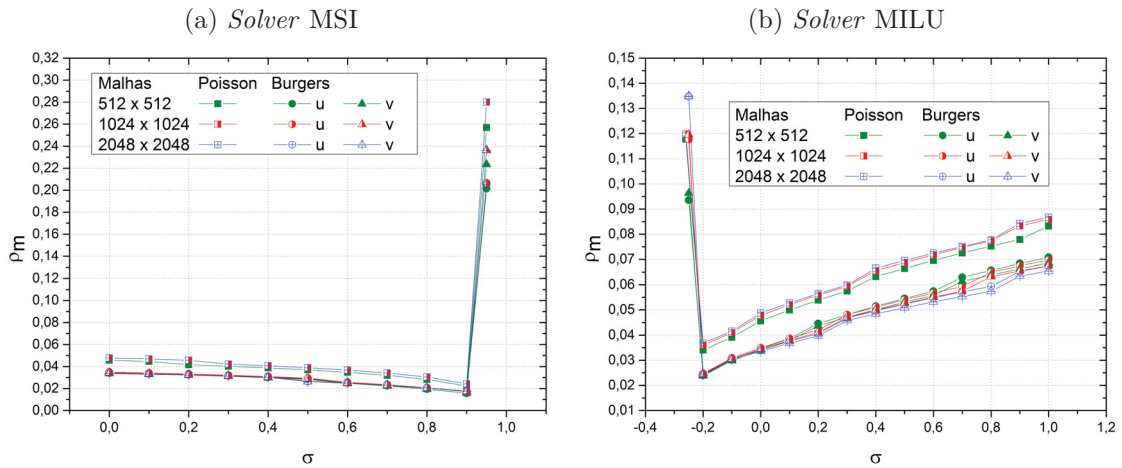 (a) Solver MSI
0,32
0,30
0,28
0,26
0,24
0,22
0,20
0,18
0,16
0,14
0,12
0,10
0,08
0,06
0,04
0,02
0,00
ρm
Malhas Poisson Burgers
512 x 512 u v
1024 x 1024 u v
2048 x 2048 u v
0,0 0,2 0,4 0,6 0,8 1,0
σ
(b) Solver MILU
0,15
0,14
0,13
0,12
0,11
0,10
0,09
0,08
0,07
0,06
0,05
0,04
0,03
0,02
0,01
ρm
Malhas Poisson Burgers
512 x 512 u v
1024 x 1024 u v
2048 x 2048 u v
-0,4 -0,2 0,0 0,2 0,4 0,6 0,8 1,0 1,2
σ